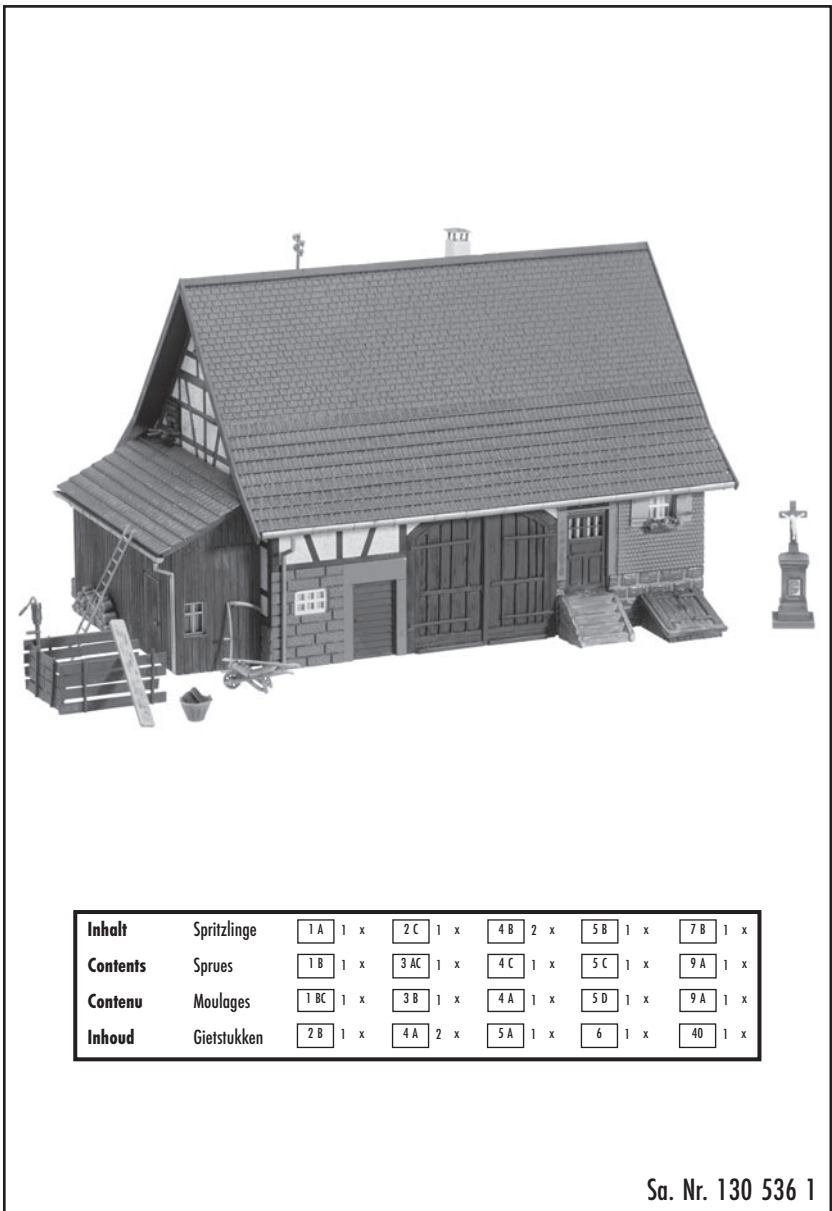 Inhalt Spritzlinge 1 A 1 x 2 C 1 x 4 B 2 x 5 B 1 x 7 B 1 x
Contents Sprues 1 B 1 x 3 AC 1 x 4 C 1 x 5 C 1 x 9 A 1 x
Contenu Moulages 1 BC 1 x 3 B 1 x 4 A 1 x 5 D 1 x 9 A 1 x
Inhoud Gietstukken 2 B 1 x 4 A 2 x 5 A 1 x 6 1 x 40 1 x
Sa. Nr. 130 536 1